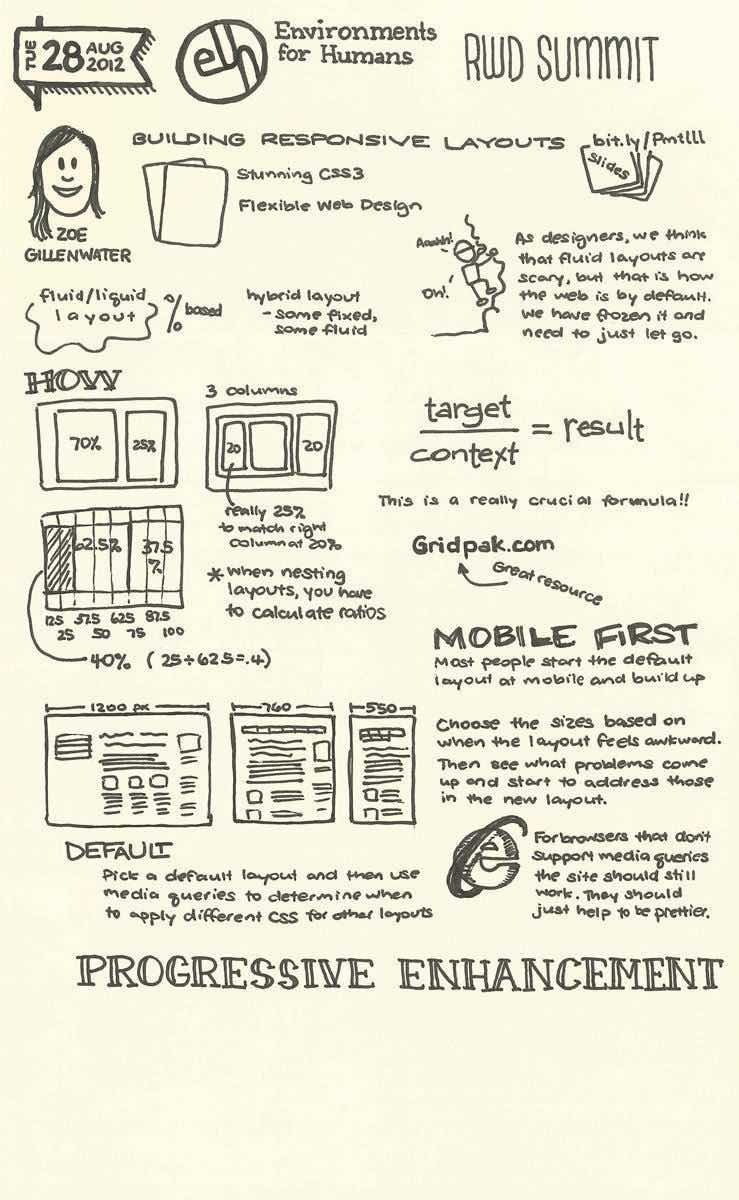 TUE 28 AUG 2012
efh
Environments
for Humans
RWD SUMMIT
BUILDING RESPONSIVE LAYOUTS
bit.ly/Pmtlll
Slides
Stunning CSS3
Flexible Web Design
ZOE
GILLENWATER
Aaahh!
Oh!
As designers, we think
that fluid layouts are
scary, but that is how
the web is by default.
We have frozen it and
need to just let go.
fluid/liquid
layout
% based
hybrid layout
- some fixed,
some fluid
HOW
70%
25%
3 columns
20
20
really 25%
to match right
column at 20%
target
context
= result
This is a really crucial formula!!
Gridpak.com
Great resource
62.5%
37.5
%
12.5 37.5 62.5 87.5
25 50 75 100
40% (25÷62.5=.4)
* when nesting
layouts, you have
to calculate ratios
MOBILE FIRST
Most people start the default
layout at mobile and build up
1200 px
760
550
Choose the sizes based on
when the layout feels awkward.
Then see what problems come
up and start to address those
in the new layout.
DEFAULT
Pick a default layout and then use
media queries to determine when
to apply different CSS for other layouts
For browsers that don't
support media queries
the site should still
work. They should
just help to be prettier.
PROGRESSIVE ENHANCEMENT